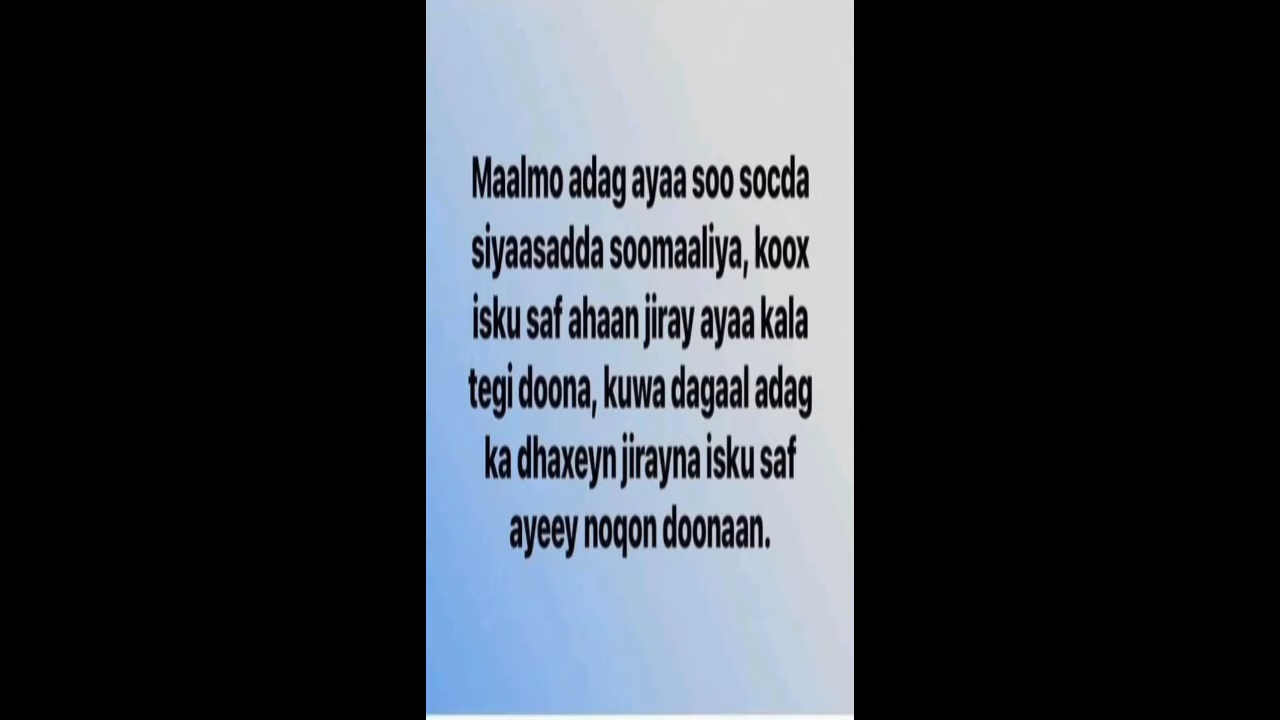 Maalmo adag ayaa soo socda
siyaasadda soomaaliya, koox
isku saf ahaan jiray ayaa kala
tegi doona, kuwa dagaal adag
ka dhaxeyn jirayna isku saf
ayeey noqon doonaan.